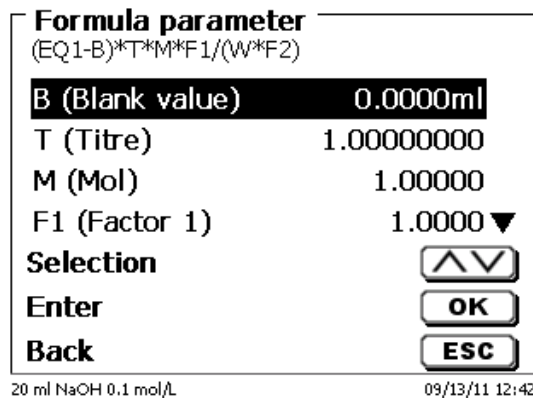 Formula parameter
(EQ1-B)*T*M*F1/(W*F2)
B (Blank value) 0.0000ml
T (Titre) 1.00000000
M (Mol) 1.00000
F1 (Factor 1) 1.0000
Selection
Enter OK
Back ESC
20 ml NaOH 0.1 mol/L 09/13/11 12:42